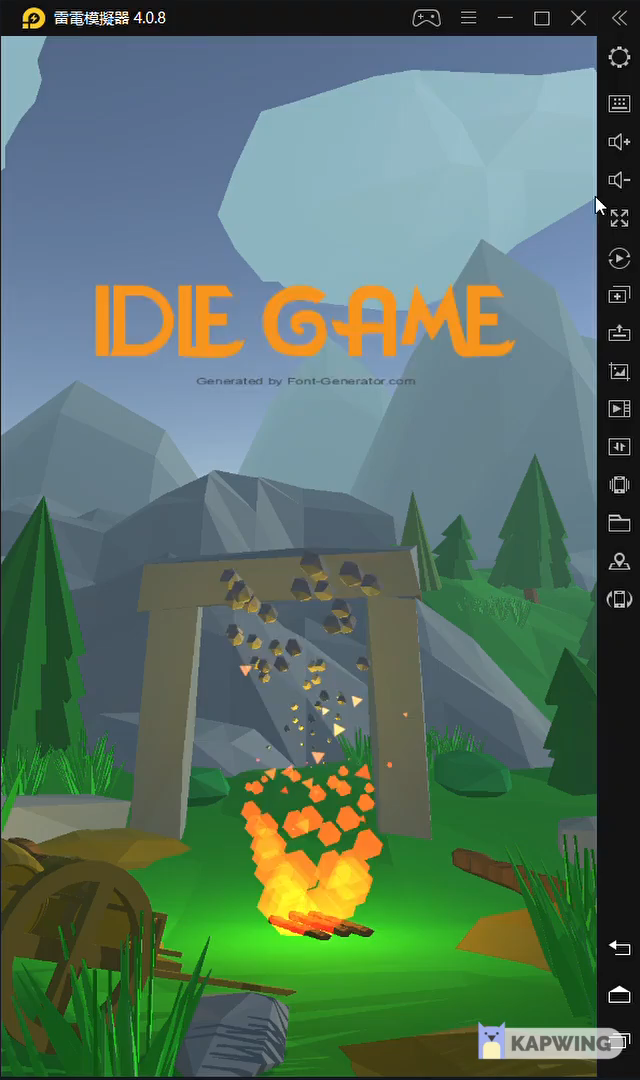 雷電模擬器 4.0.8
IDLE GAME
Generated by Font-Generator.com
KAPWING